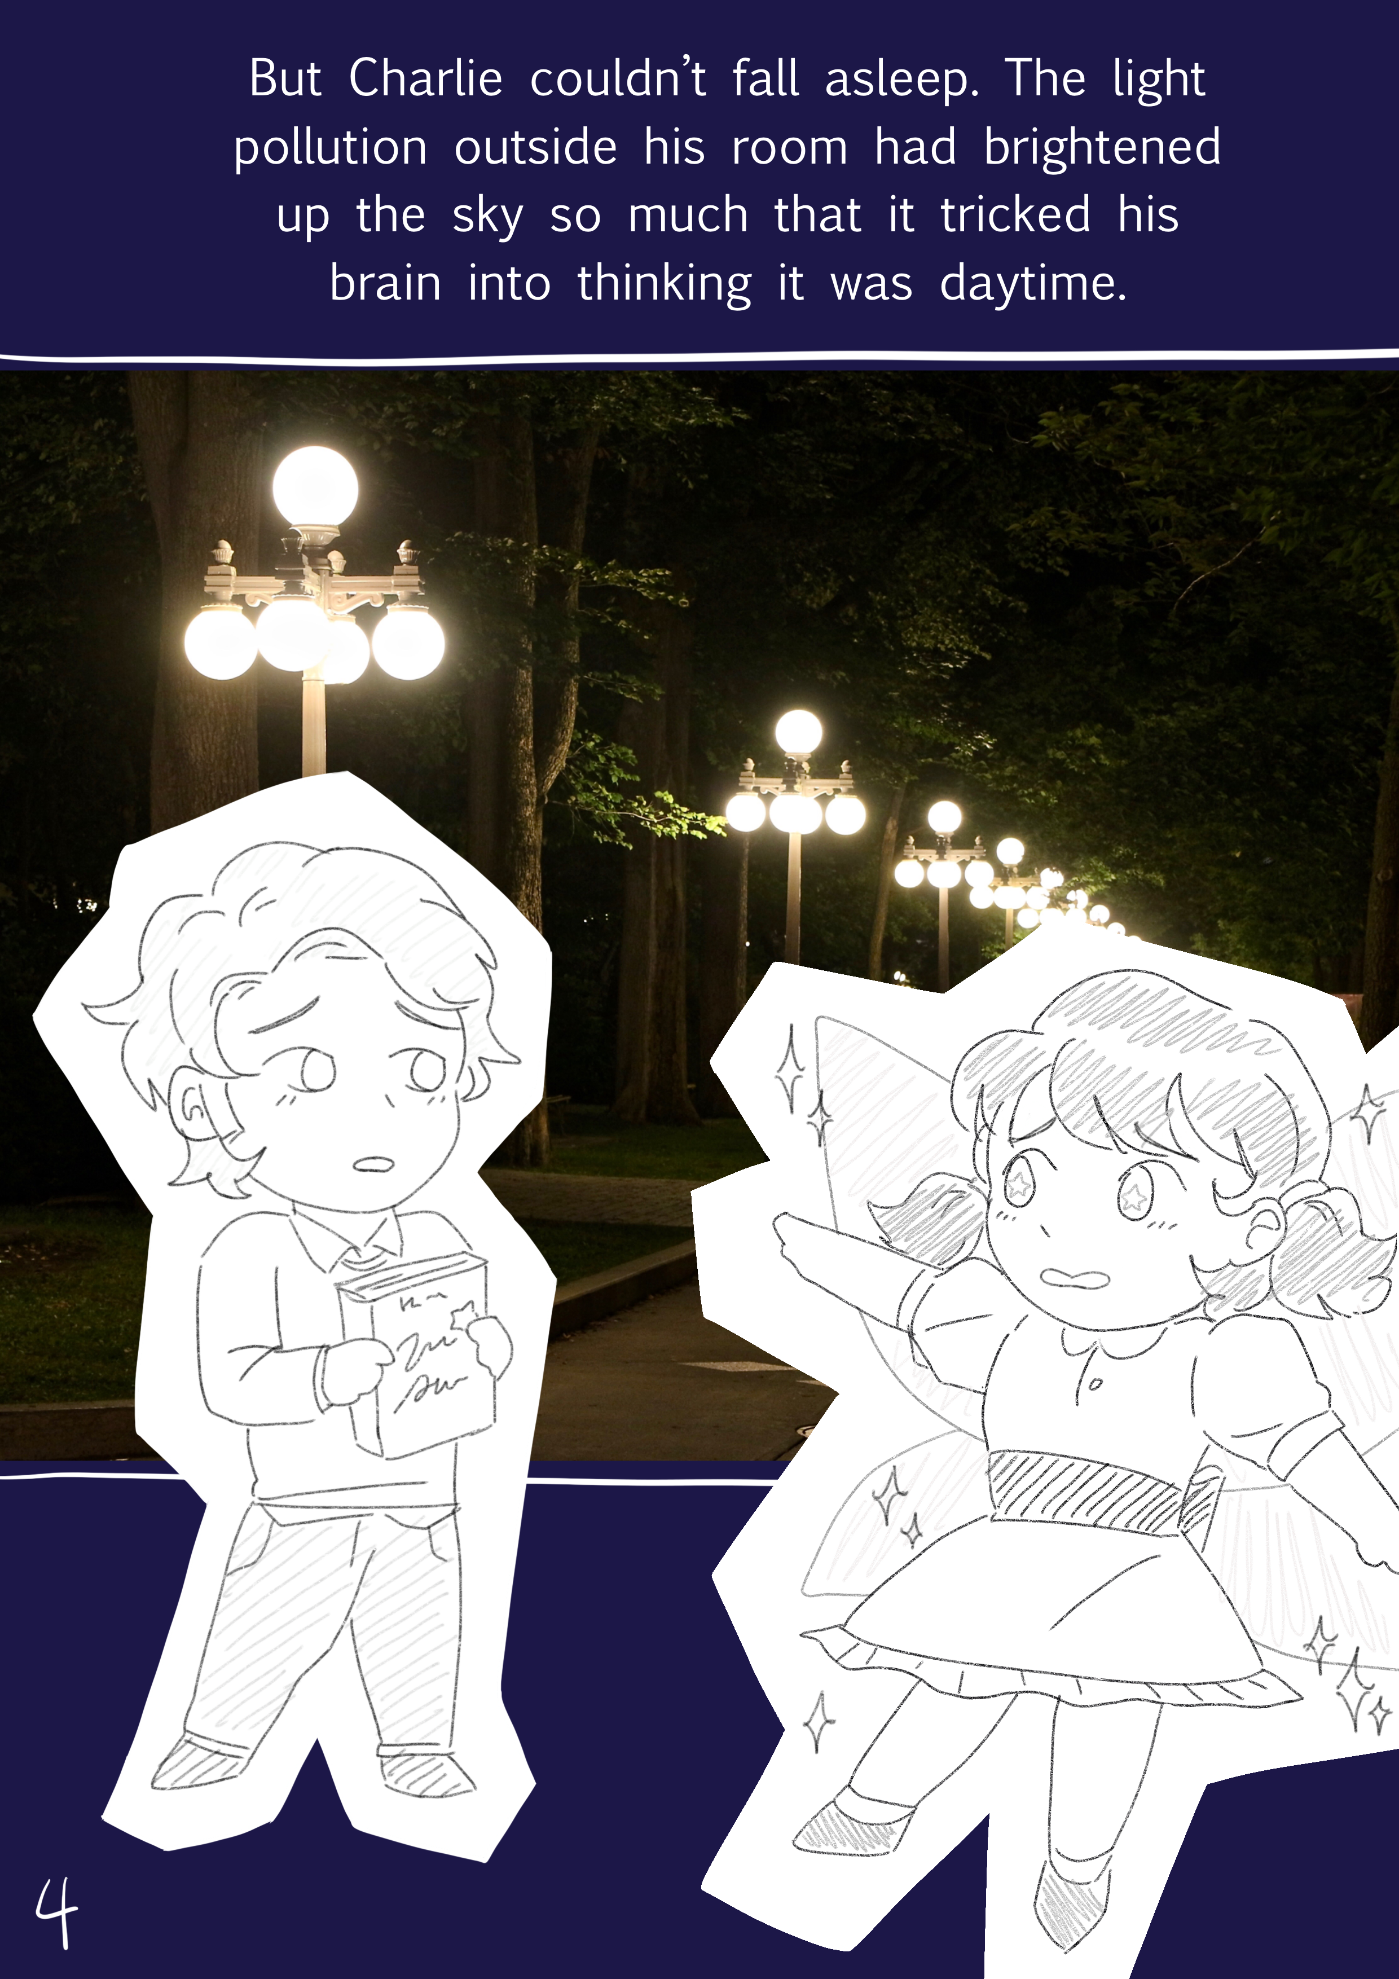 But Charlie couldn’t fall asleep. The light
pollution outside his room had brightened
up the sky so much that it tricked his
brain into thinking it was daytime.
4